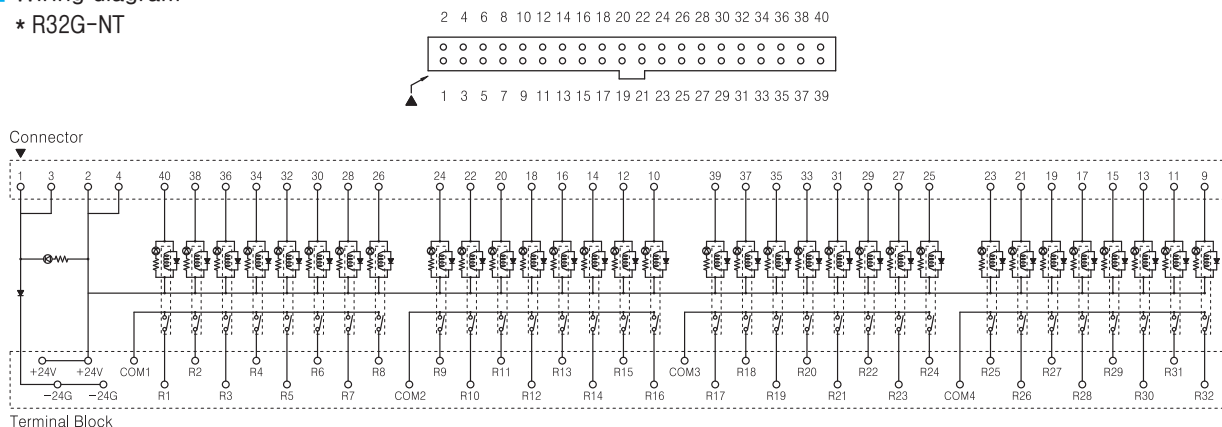 Wiring diagram
* R32G-NT
2 4 6 8 10 12 14 16 18 20 22 24 26 28 30 32 34 36 38 40
1 3 5 7 9 11 13 15 17 19 21 23 25 27 29 31 33 35 37 39
Connector
1 3 2 4 40 38 36 34 32 30 28 26 24 22 20 18 16 14 12 10 39 37 35 33 31 29 27 25 23 21 19 17 15 13 11 9
+24V +24V COM1 R2 R4 R6 R8 R9 R11 R13 R15 COM3 R18 R20 R22 R24 R25 R27 R29 R31
-24G -24G R1 R3 R5 R7 COM2 R10 R12 R14 R16 R17 R19 R21 R23 COM4 R26 R28 R30 R32
Terminal Block